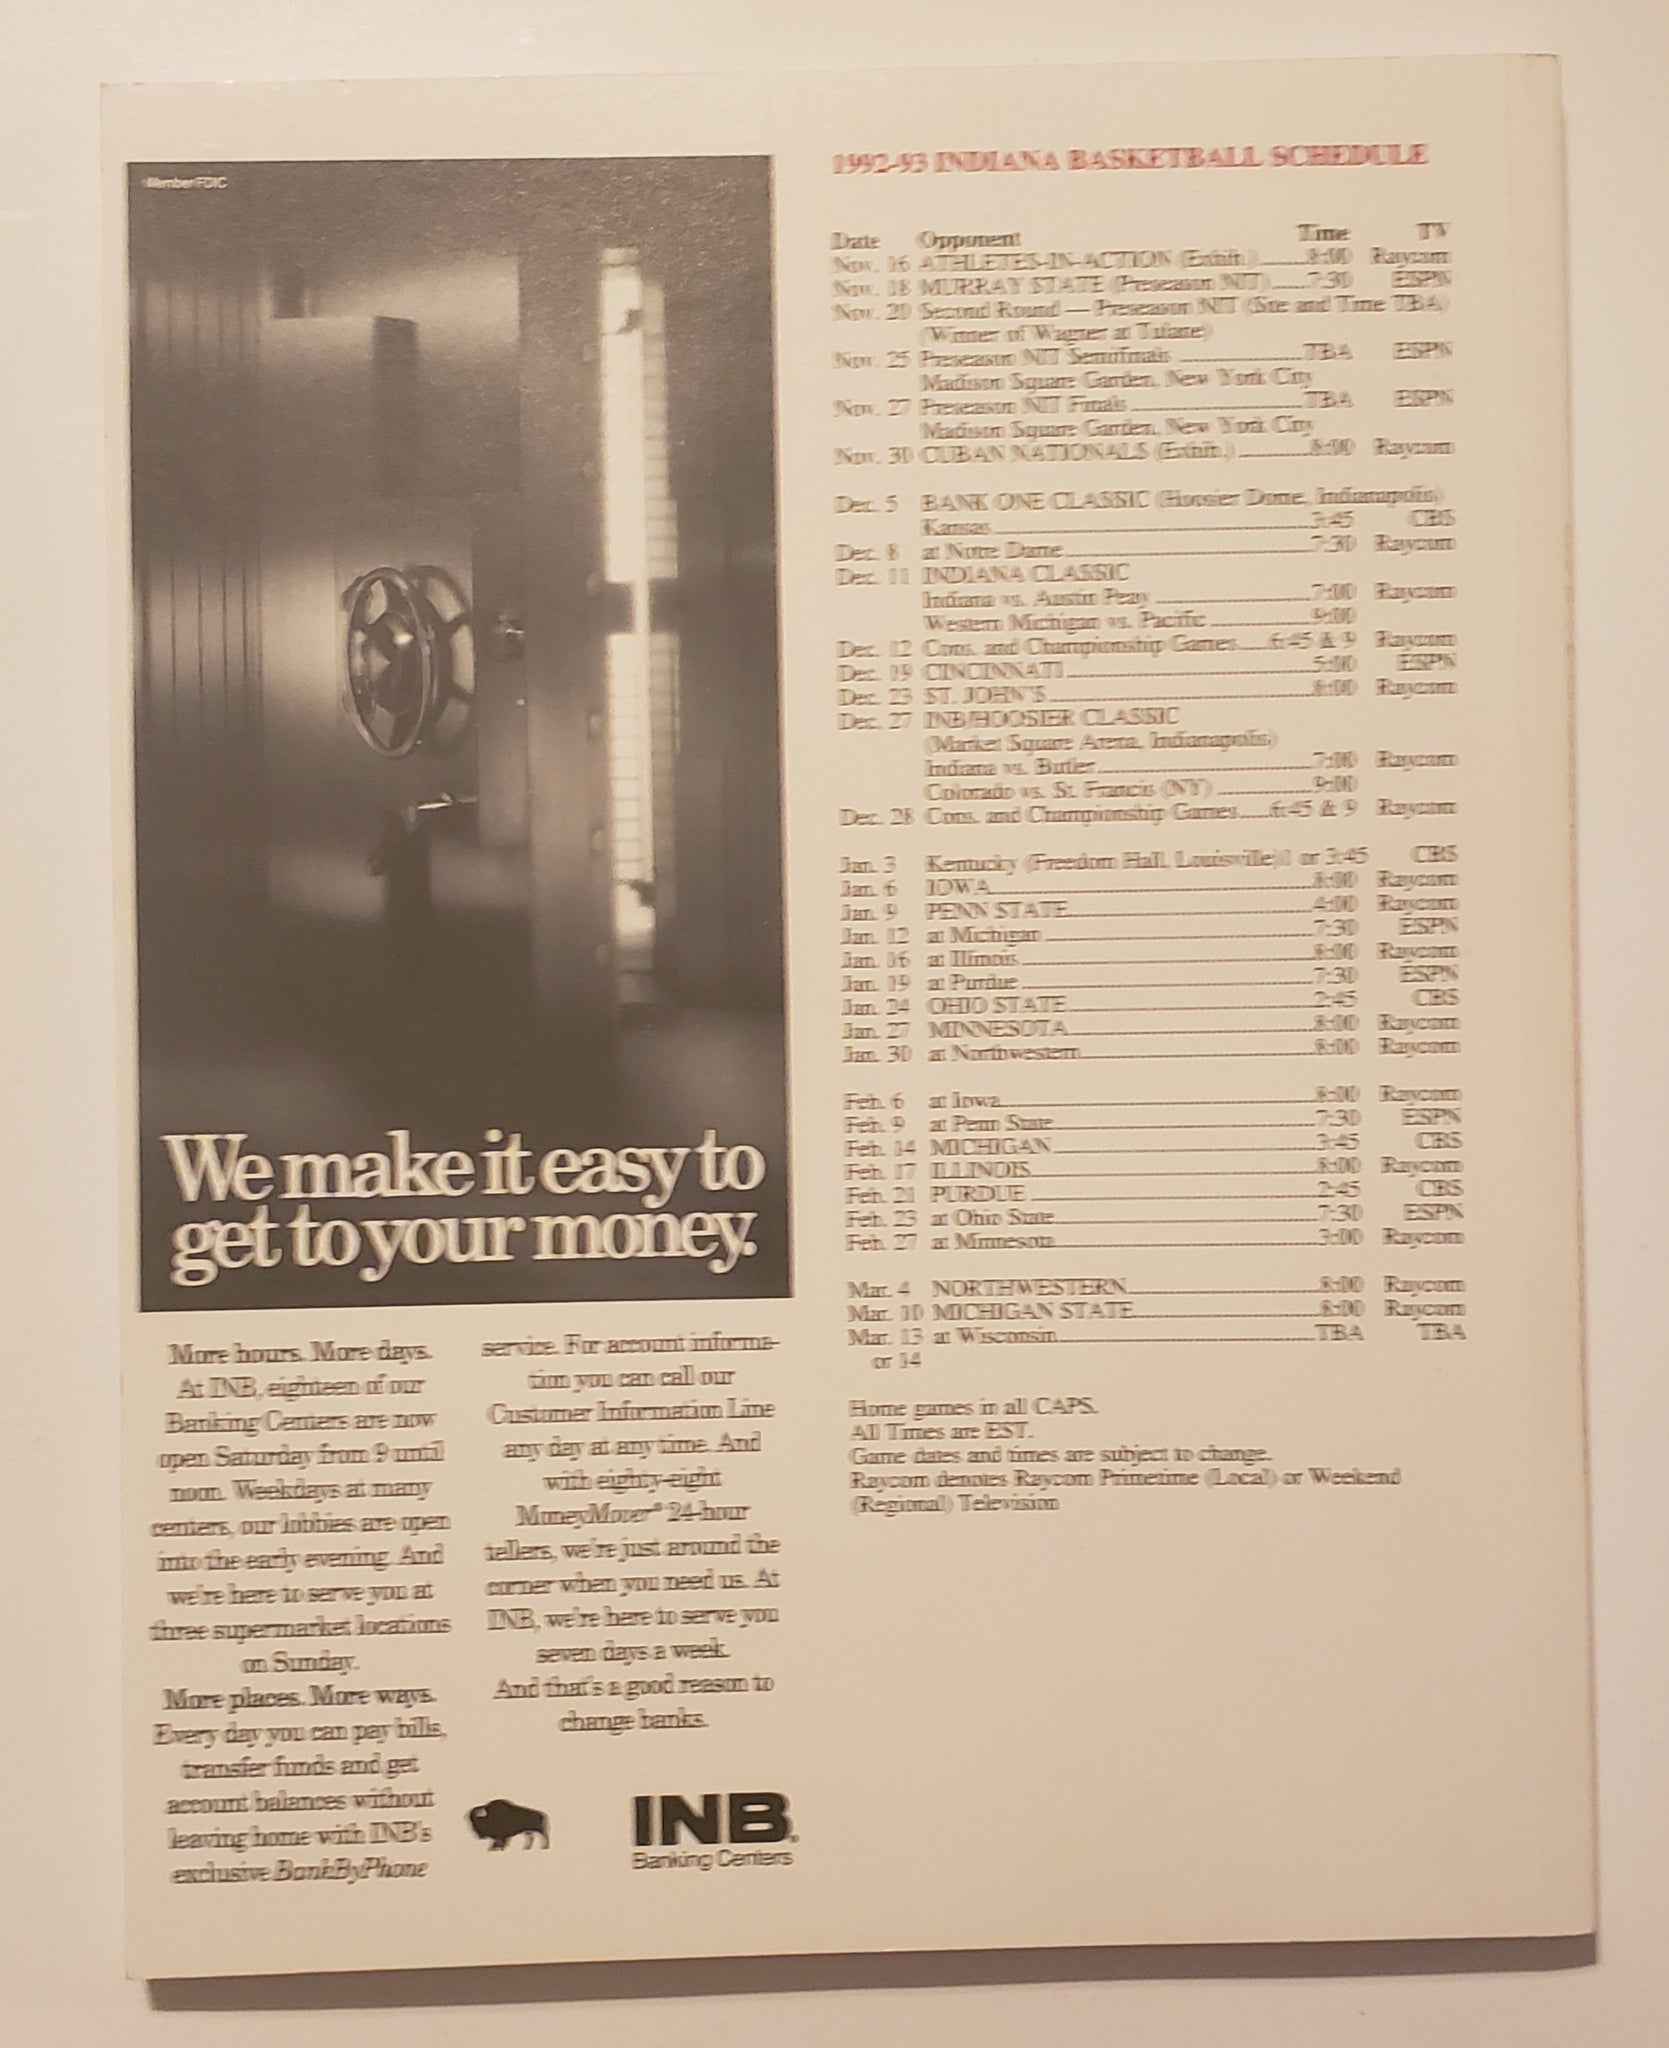 Member FDIC
We make it easy to
get to your money.
More hours. More days.
At INB, eighteen of our
Banking Centers are now
open Saturday from 9 until
noon. Weekdays at many
centers, our lobbies are open
into the early evening. And
we're here to serve you at
three supermarket locations
on Sunday.
More places. More ways.
Every day you can pay bills,
transfer funds and get
account balances without
leaving home with INB's
exclusive BankByPhone
service. For account informa-
tion you can call our
Customer Information Line
any day at any time. And
with eighty-eight
MoneyMover® 24-hour
tellers, we're just around the
corner when you need us. At
INB, we're here to serve you
seven days a week.
And that's a good reason to
change banks.
INB®
Banking Centers
1992-93 INDIANA BASKETBALL SCHEDULE
Date Opponent Time TV
Nov. 16 ATHLETES-IN-ACTION (Exhib.) 8:00 Raycom
Nov. 18 MURRAY STATE (Preseason NIT) 7:30 ESPN
Nov. 20 Second Round — Preseason NIT (Site and Time TBA)
(Winner of Wagner at Tulane)
Nov. 25 Preseason NIT Semifinals TBA ESPN
Madison Square Garden, New York City
Nov. 27 Preseason NIT Finals TBA ESPN
Madison Square Garden, New York City
Nov. 30 CUBAN NATIONALS (Exhib.) 8:00 Raycom
Dec. 5 BANK ONE CLASSIC (Hoosier Dome, Indianapolis)
Kansas 3:45 CBS
Dec. 8 at Notre Dame 7:30 Raycom
Dec. 11 INDIANA CLASSIC
Indiana vs. Austin Peay 7:00 Raycom
Western Michigan vs. Pacific 9:00
Dec. 12 Cons. and Championship Games 6:45 & 9 Raycom
Dec. 19 CINCINNATI 5:00 ESPN
Dec. 23 ST. JOHN'S 8:00 Raycom
Dec. 27 INB/HOOSIER CLASSIC
(Market Square Arena, Indianapolis)
Indiana vs. Butler 7:00 Raycom
Colorado vs. St. Francis (NY) 9:00
Dec. 28 Cons. and Championship Games 6:45 & 9 Raycom
Jan. 3 Kentucky (Freedom Hall, Louisville) or 3:45 CBS
Jan. 6 IOWA 8:00 Raycom
Jan. 9 PENN STATE 4:00 Raycom
Jan. 12 at Michigan 7:30 ESPN
Jan. 16 at Illinois 8:00 Raycom
Jan. 19 at Purdue 7:30 ESPN
Jan. 24 OHIO STATE 2:45 CBS
Jan. 27 MINNESOTA 8:00 Raycom
Jan. 30 at Northwestern 8:00 Raycom
Feb. 6 at Iowa 8:00 Raycom
Feb. 9 at Penn State 7:30 ESPN
Feb. 14 MICHIGAN 3:45 CBS
Feb. 17 ILLINOIS 8:00 Raycom
Feb. 21 PURDUE 2:45 CBS
Feb. 23 at Ohio State 7:30 ESPN
Feb. 27 at Minnesota 3:00 Raycom
Mar. 4 NORTHWESTERN 8:00 Raycom
Mar. 10 MICHIGAN STATE 8:00 Raycom
Mar. 13 at Wisconsin TBA TBA
or 14
Home games in all CAPS.
All Times are EST.
Game dates and times are subject to change.
Raycom denotes Raycom Primetime (Local) or Weekend
(Regional) Television